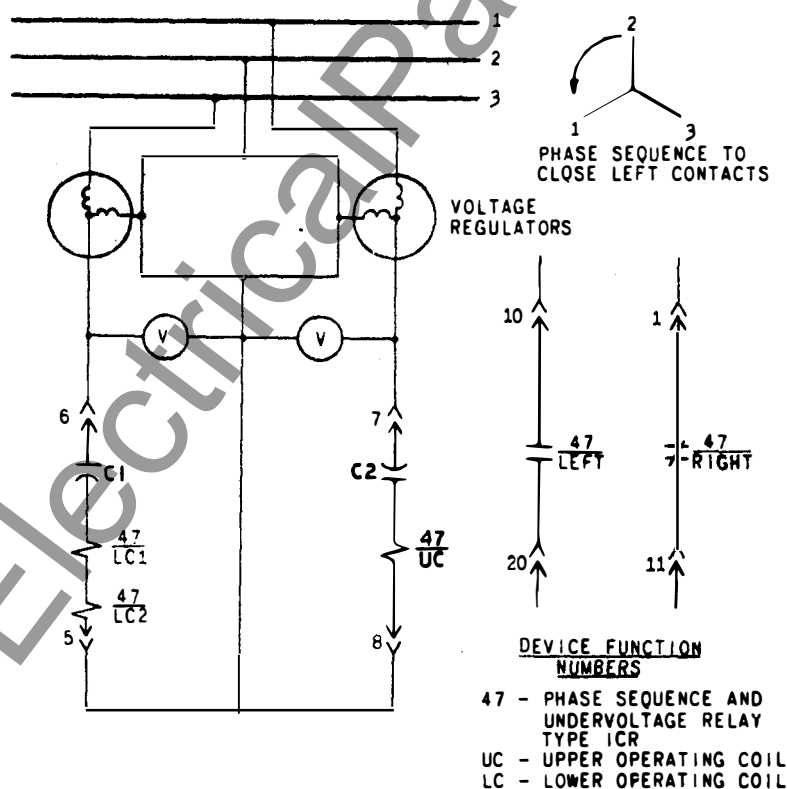 1
2
3
2
1
3
PHASE SEQUENCE TO
CLOSE LEFT CONTACTS
VOLTAGE
REGULATORS
V
V
10
1
6
7
C1
C2
47
LEFT
47
RIGHT
47
LC1
47
UC
47
LC2
20
11
5
8
DEVICE FUNCTION
NUMBERS
47 - PHASE SEQUENCE AND
UNDERVOLTAGE RELAY
TYPE ICR
UC - UPPER OPERATING COIL
LC - LOWER OPERATING COIL
ElectricalPa